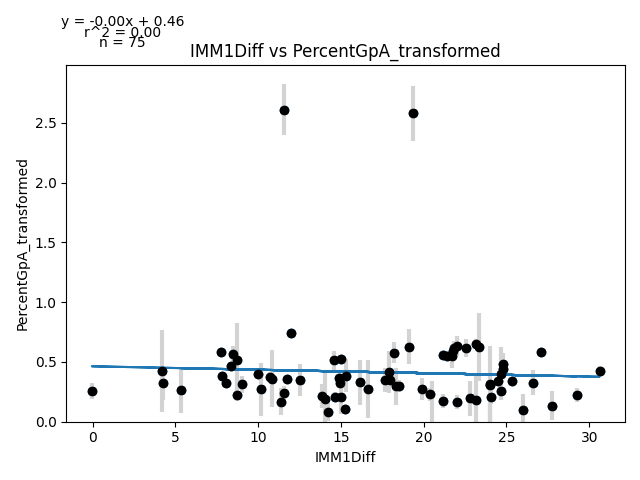 y = -0.00x + 0.46
r^2 = 0.00
n = 75
IMM1Diff vs PercentGpA_transformed
PercentGpA_transformed
2.5
2.0
1.5
1.0
0.5
0.0
0
5
10
15
20
25
30
IMM1Diff